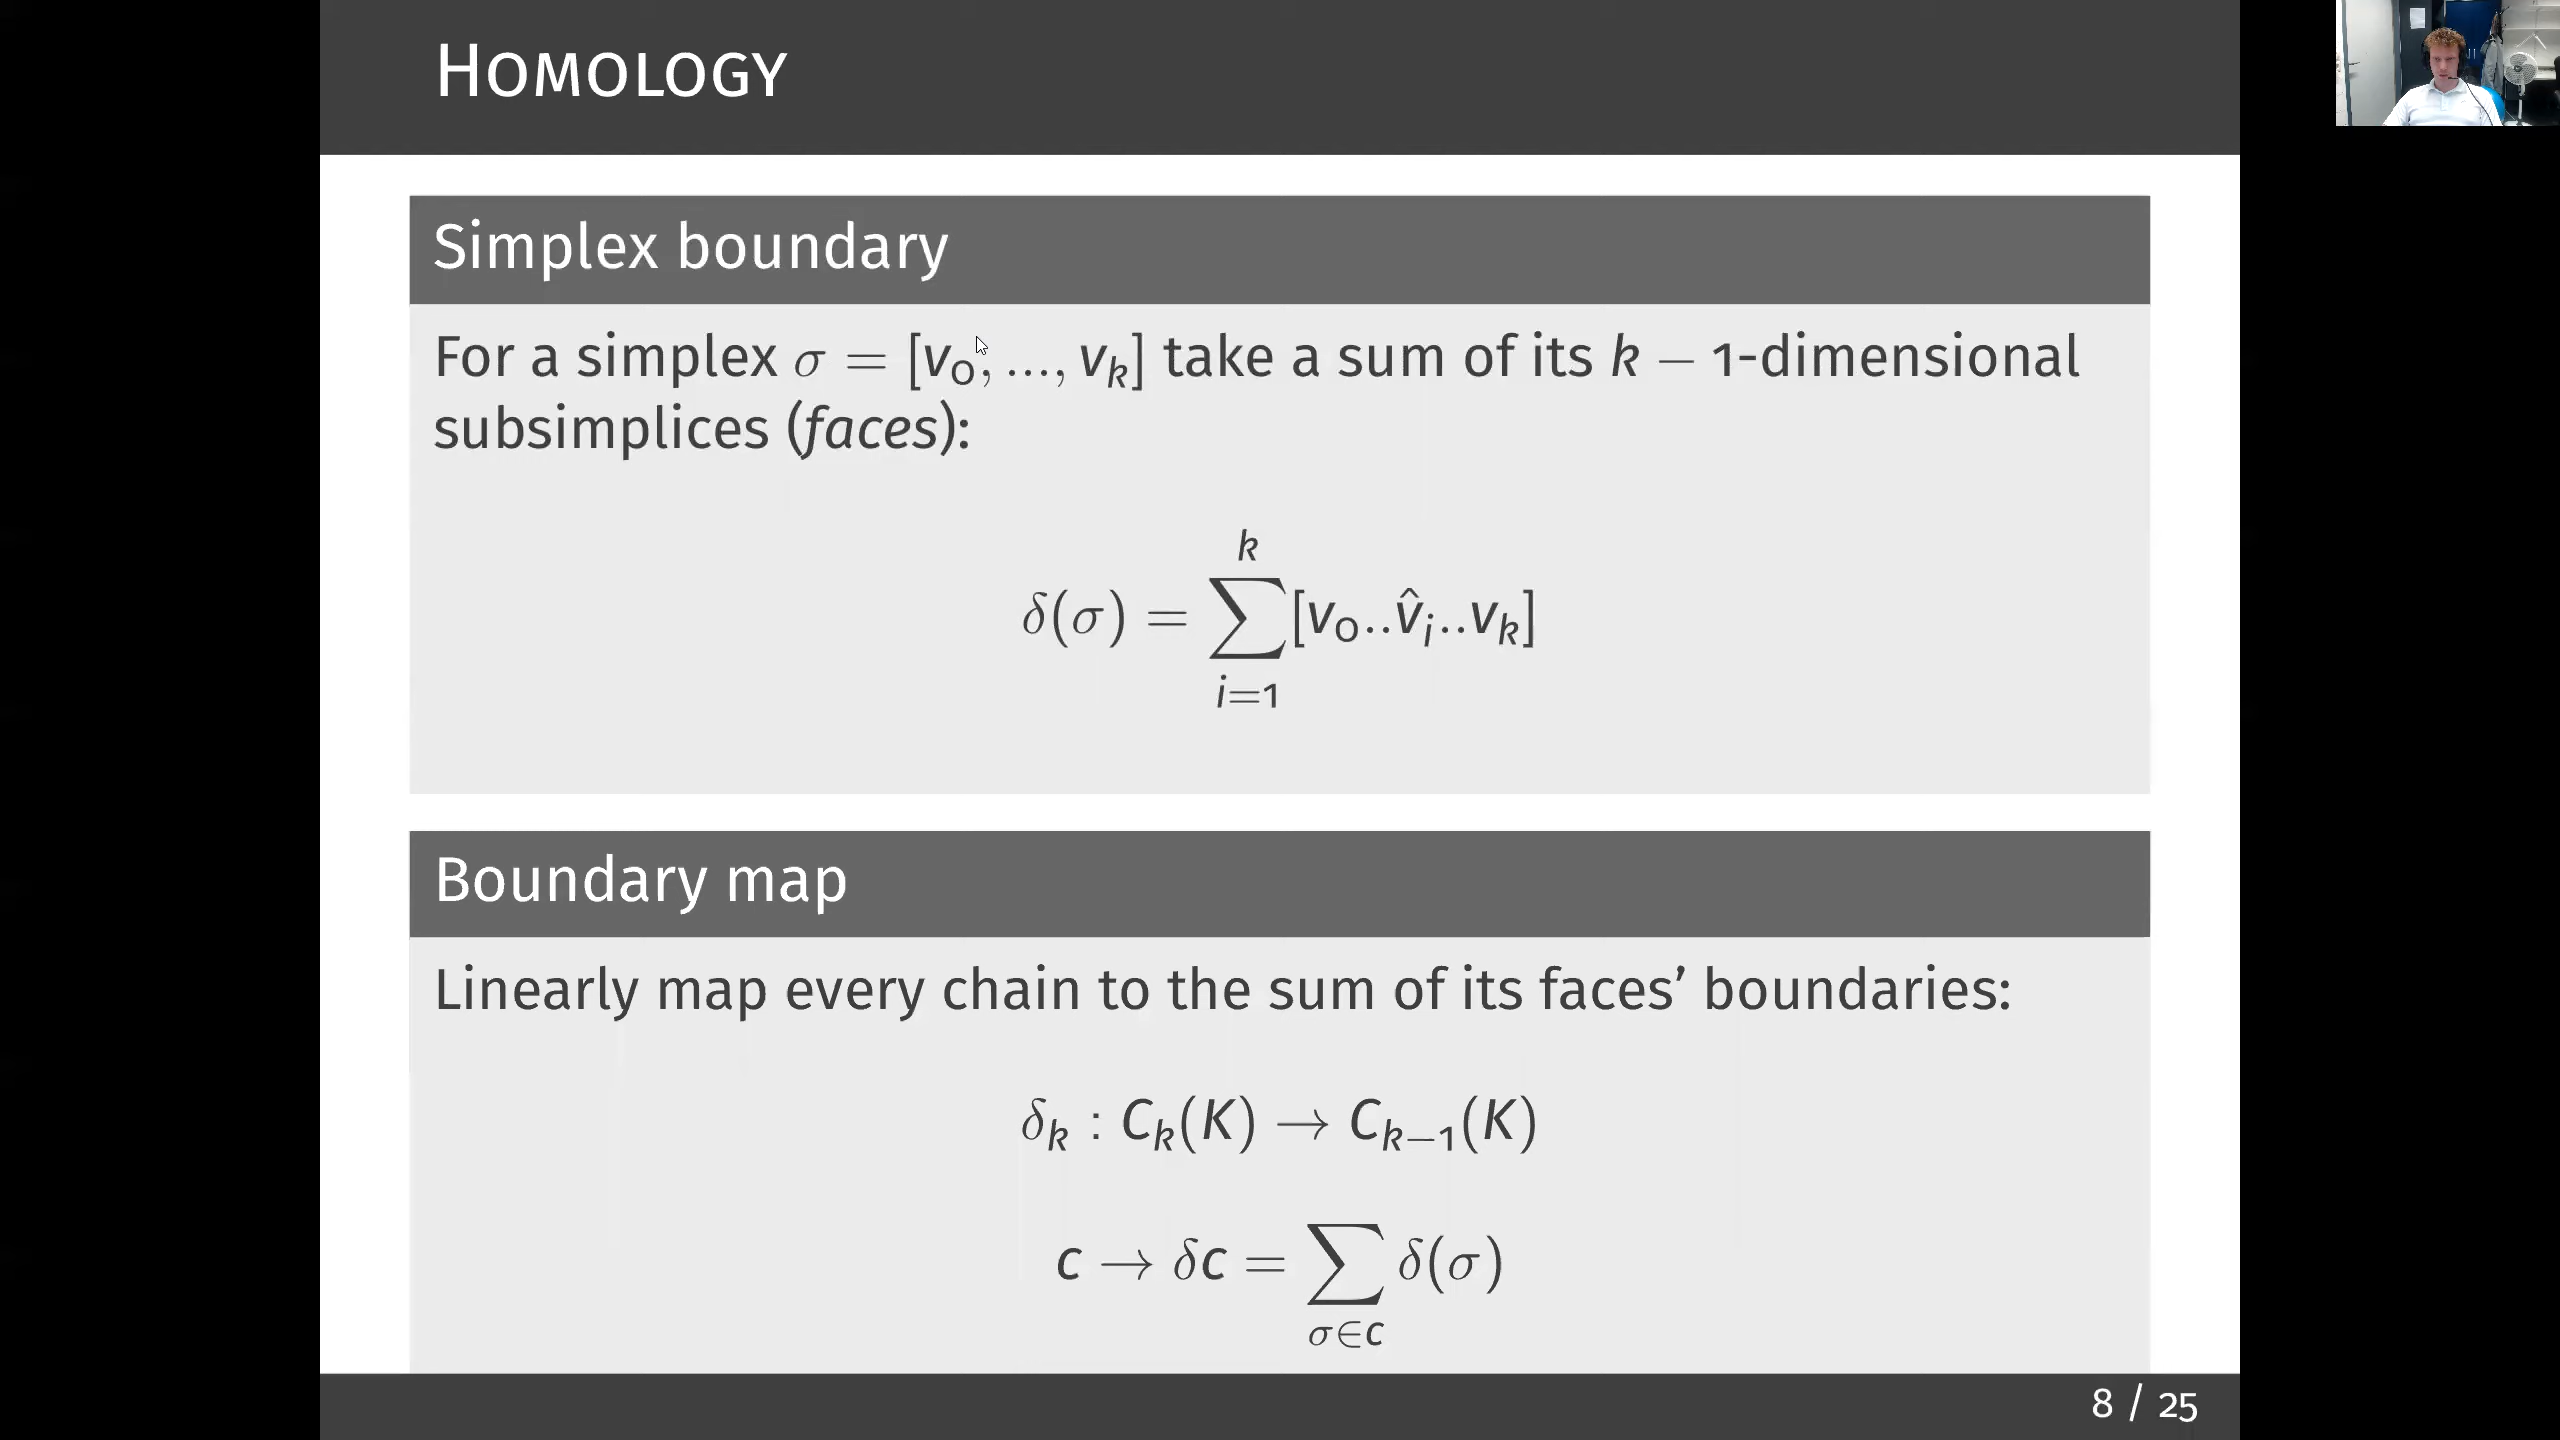 HOMOLOGY
Simplex boundary
For a simplex σ = [v₀, ..., vₖ] take a sum of its k − 1-dimensional
subsimplices (faces):
δ(σ) = ∑_{i=1}^{k} [v₀..v̂ᵢ..vₖ]
Boundary map
Linearly map every chain to the sum of its faces’ boundaries:
δₖ : Cₖ(K) → Cₖ₋₁(K)
c → δc = ∑_{σ∈c} δ(σ)
8 / 25